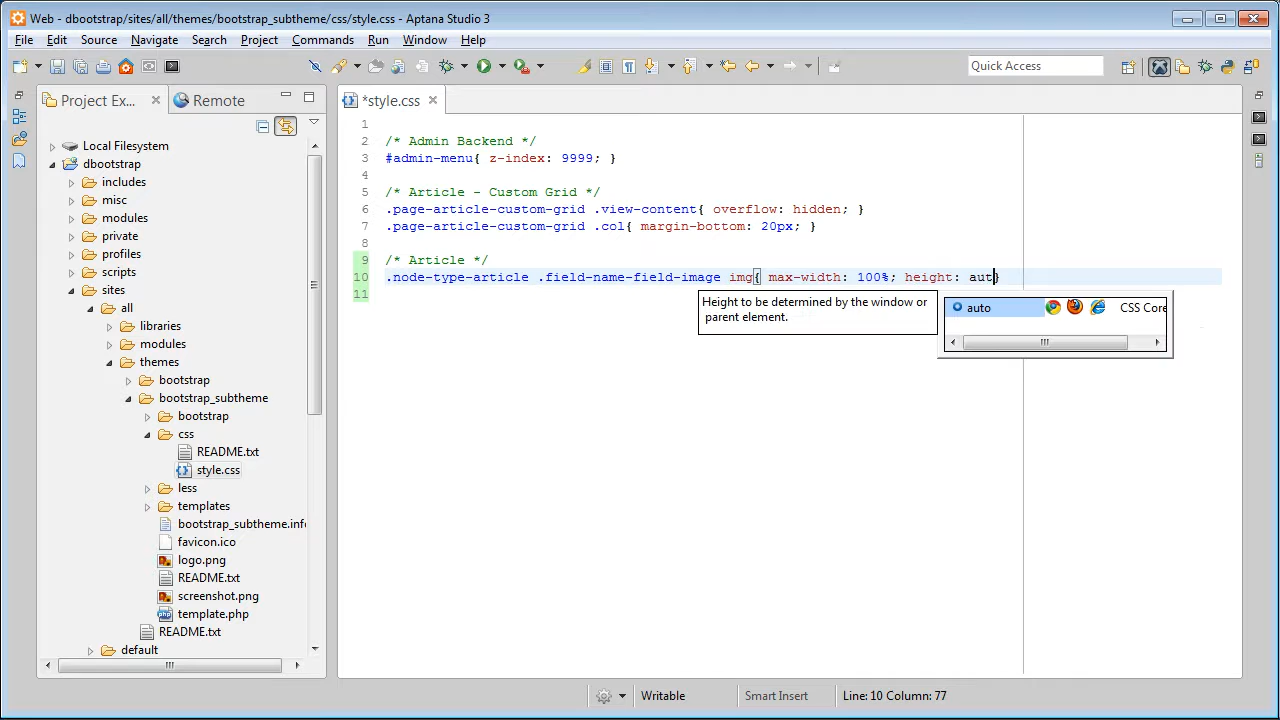 Web - dbootstrap/sites/all/themes/bootstrap_subtheme/css/style.css - Aptana Studio 3
File Edit Source Navigate Search Project Commands Run Window Help
Quick Access
Project Ex...
Remote
*style.css
Local Filesystem
dbootstrap
includes
misc
modules
private
profiles
scripts
sites
all
libraries
modules
themes
bootstrap
bootstrap_subtheme
bootstrap
css
README.txt
style.css
less
templates
bootstrap_subtheme.info
favicon.ico
logo.png
README.txt
screenshot.png
template.php
README.txt
default
1
2 /* Admin Backend */
3 #admin-menu{ z-index: 9999; }
4
5 /* Article - Custom Grid */
6 .page-article-custom-grid .view-content{ overflow: hidden; }
7 .page-article-custom-grid .col{ margin-bottom: 20px; }
8
9 /* Article */
10 .node-type-article .field-name-field-image img{ max-width: 100%; height: aut}
11
Height to be determined by the window or
parent element.
auto CSS Core
Writable Smart Insert Line: 10 Column: 77